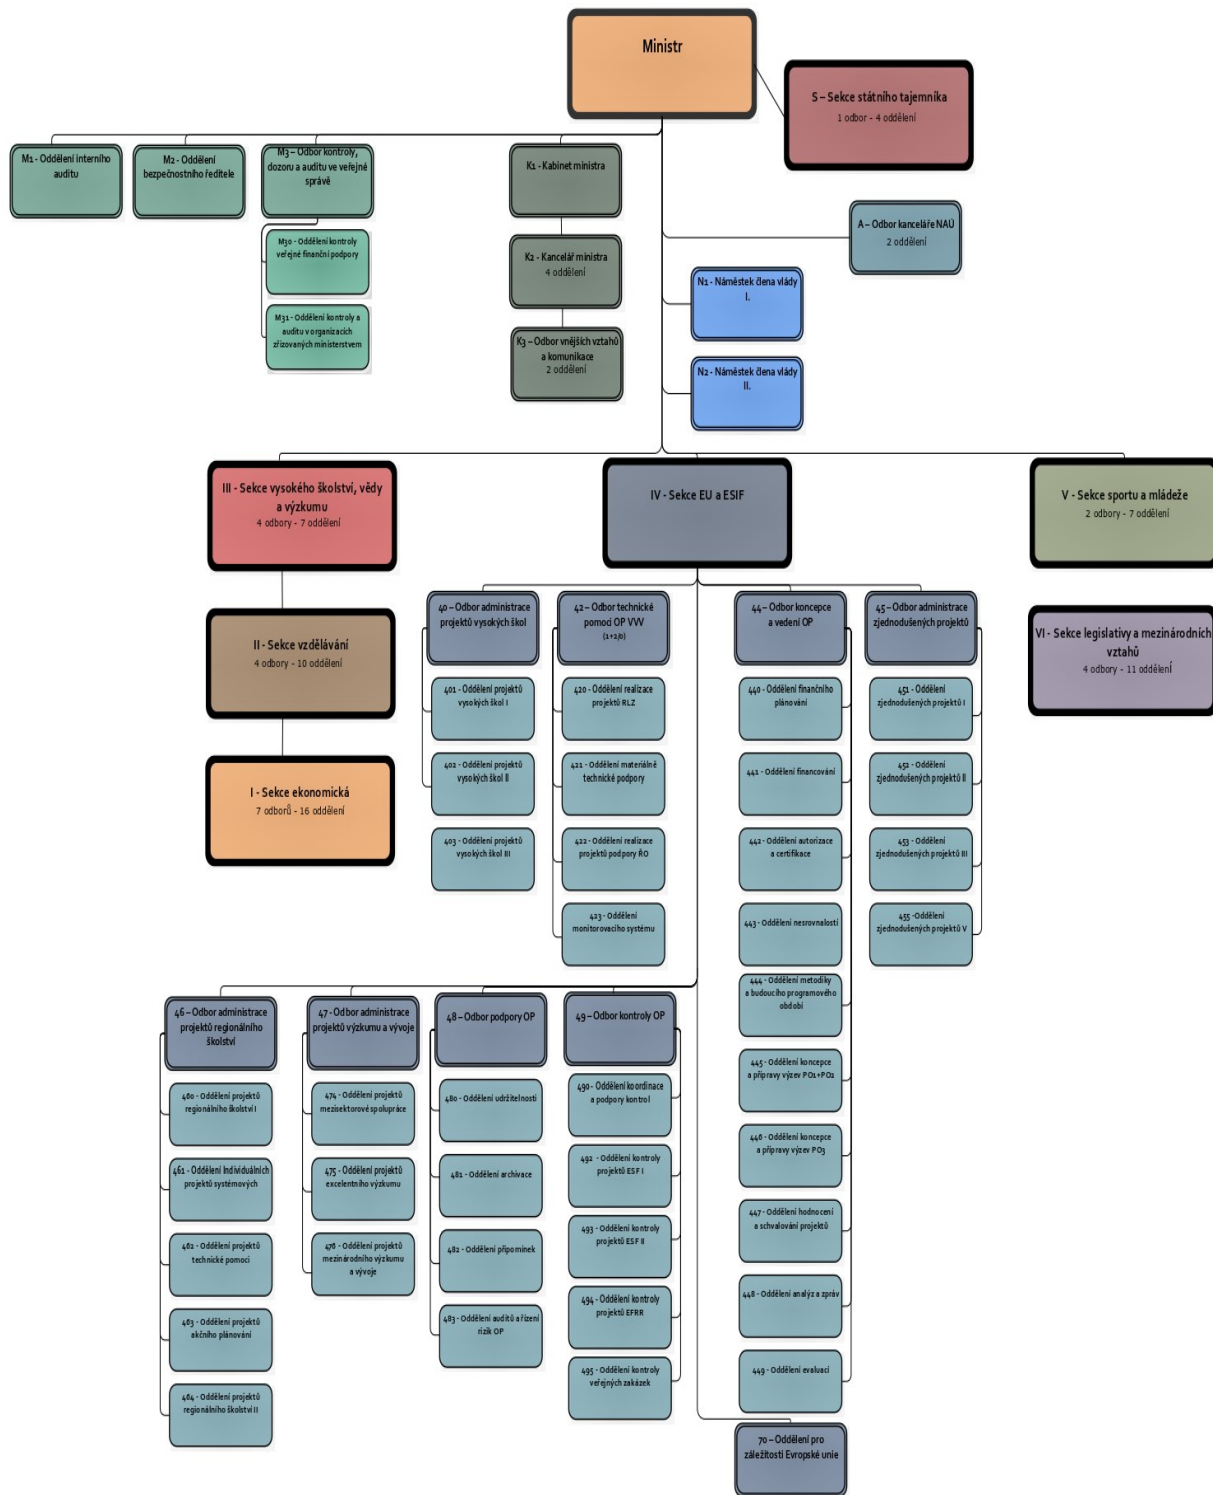 Ministr
S – Sekce státního tajemníka
1 odbor - 4 oddělení
M1 - Oddělení interního
auditu
M2 - Oddělení
bezpečnostního ředitele
M3 – Odbor kontroly,
dozoru a auditu ve veřejné
správě
M30 - Oddělení kontroly
veřejné finanční podpory
M31 - Oddělení kontroly a
auditu v organizacích
zřizovaných ministerstvem
K1 - Kabinet ministra
K2 - Kancelář ministra
4 oddělení
K3 – Odbor vnějších vztahů
a komunikace
2 oddělení
A – Odbor kanceláře NAÚ
2 oddělení
N1 - Náměstek člena vlády
I.
N2 - Náměstek člena vlády
II.
III - Sekce vysokého školství, vědy
a výzkumu
4 odbory - 7 oddělení
IV - Sekce EU a ESIF
V - Sekce sportu a mládeže
2 odbory - 7 oddělení
II - Sekce vzdělávání
4 odbory - 10 oddělení
I - Sekce ekonomická
7 odborů - 16 oddělení
VI - Sekce legislativy a mezinárodních
vztahů
4 odbory - 11 oddělení
40 – Odbor administrace
projektů vysokých škol
401 - Oddělení projektů
vysokých škol I
402 - Oddělení projektů
vysokých škol II
403 - Oddělení projektů
vysokých škol III
42 – Odbor technické
pomoci OP VVV
(1+2/0)
420 - Oddělení realizace
projektů RLZ
421 - Oddělení materiálně
technické podpory
422 - Oddělení realizace
projektů podpory ŘO
423 - Oddělení
monitorovacího systému
44 – Odbor koncepce
a vedení OP
440 - Oddělení finančního
plánování
441 - Oddělení financování
442 - Oddělení autorizace
a certifikace
443 - Oddělení nesrovnalostí
444 - Oddělení metodiky
a budoucího programového
období
445 - Oddělení koncepce
a přípravy výzev PO1+PO2
446 - Oddělení koncepce
a přípravy výzev PO3
447 - Oddělení hodnocení
a schvalování projektů
448 - Oddělení analýz a zpráv
449 - Oddělení evaluací
45 – Odbor administrace
zjednodušených projektů
451 - Oddělení
zjednodušených projektů I
452 - Oddělení
zjednodušených projektů II
453 - Oddělení
zjednodušených projektů III
455 -Oddělení
zjednodušených projektů V
46 – Odbor administrace
projektů regionálního
školství
460 - Oddělení projektů
regionálního školství I
461 - Oddělení Individuálních
projektů systémových
462 - Oddělení projektů
technické pomoci
463 - Oddělení projektů
akčního plánování
464 - Oddělení projektů
regionálního školství II
47 - Odbor administrace
projektů výzkumu a vývoje
474 - Oddělení projektů
mezisektorové spolupráce
475 - Oddělení projektů
excelentního výzkumu
476 - Oddělení projektů
mezinárodního výzkumu
a vývoje
48 – Odbor podpory OP
480 - Oddělení udržitelnosti
481 - Oddělení archivace
482 - Oddělení připomínek
483 - Oddělení auditů a řízení
rizik OP
49 – Odbor kontroly OP
490 - Oddělení koordinace
a podpory kontrol
492 - Oddělení kontroly
projektů ESF I
493 - Oddělení kontroly
projektů ESF II
494 - Oddělení kontroly
projektů EFRR
495 - Oddělení kontroly
veřejných zakázek
70 – Oddělení pro
záležitosti Evropské unie